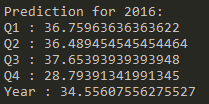 Prediction for 2016:
Q1 : 36.75963636363622
Q2 : 36.489454545454464
Q3 : 37.65393939393948
Q4 : 28.79391341991345
Year : 34.55607556275527